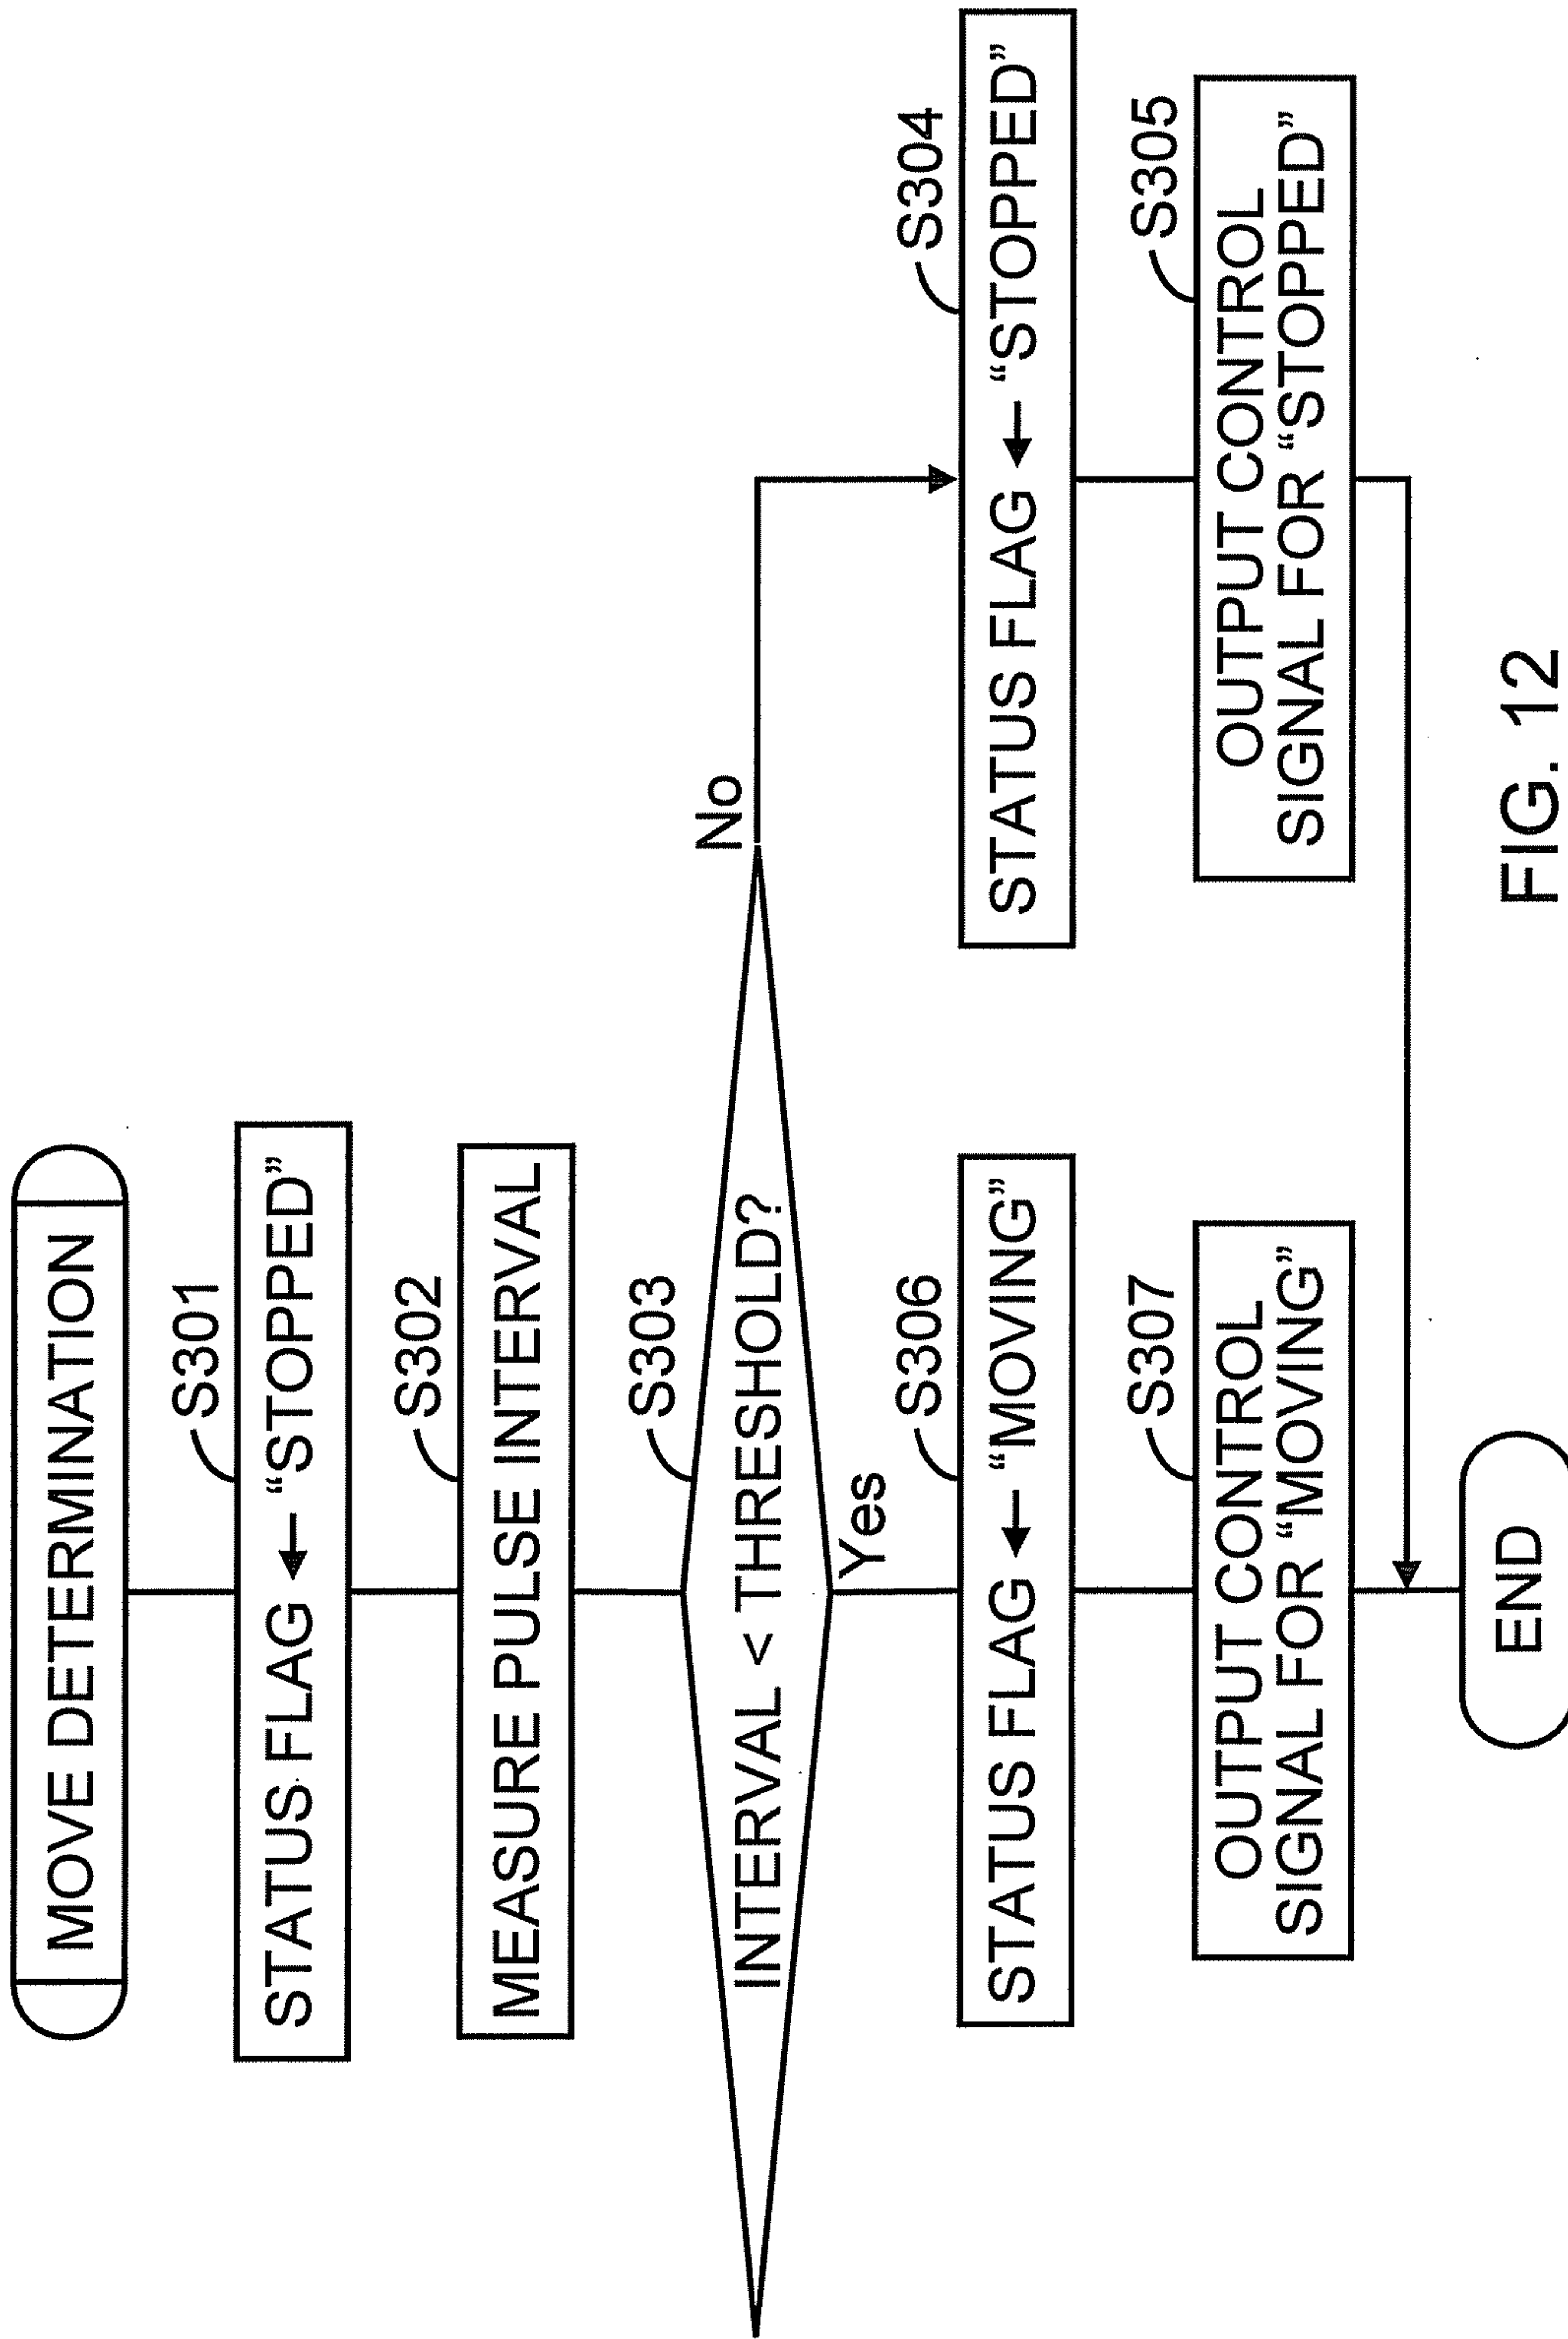 MOVE DETERMINATION
S301
STATUS FLAG ← “STOPPED”
S302
MEASURE PULSE INTERVAL
S303
INTERVAL < THRESHOLD?
No
Yes
S304
STATUS FLAG ← “STOPPED”
S305
OUTPUT CONTROL
SIGNAL FOR “STOPPED”
S306
STATUS FLAG ← “MOVING”
S307
OUTPUT CONTROL
SIGNAL FOR “MOVING”
END
FIG. 12